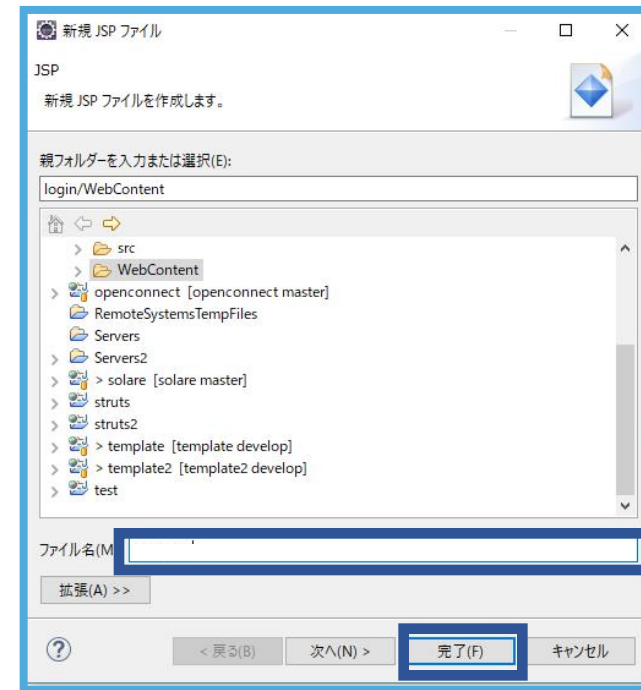 新規 JSP ファイル
JSP
新規 JSP ファイルを作成します。
親フォルダーを入力または選択(E):
login/WebContent
> src
> WebContent
> openconnect [openconnect master]
RemoteSystemsTempFiles
Servers
> Servers2
> > solare [solare master]
> struts
> struts2
> > template [template develop]
> > template2 [template2 develop]
> test
ファイル名(M
拡張(A) >>
< 戻る(B) 次へ(N) > 完了(F) キャンセル